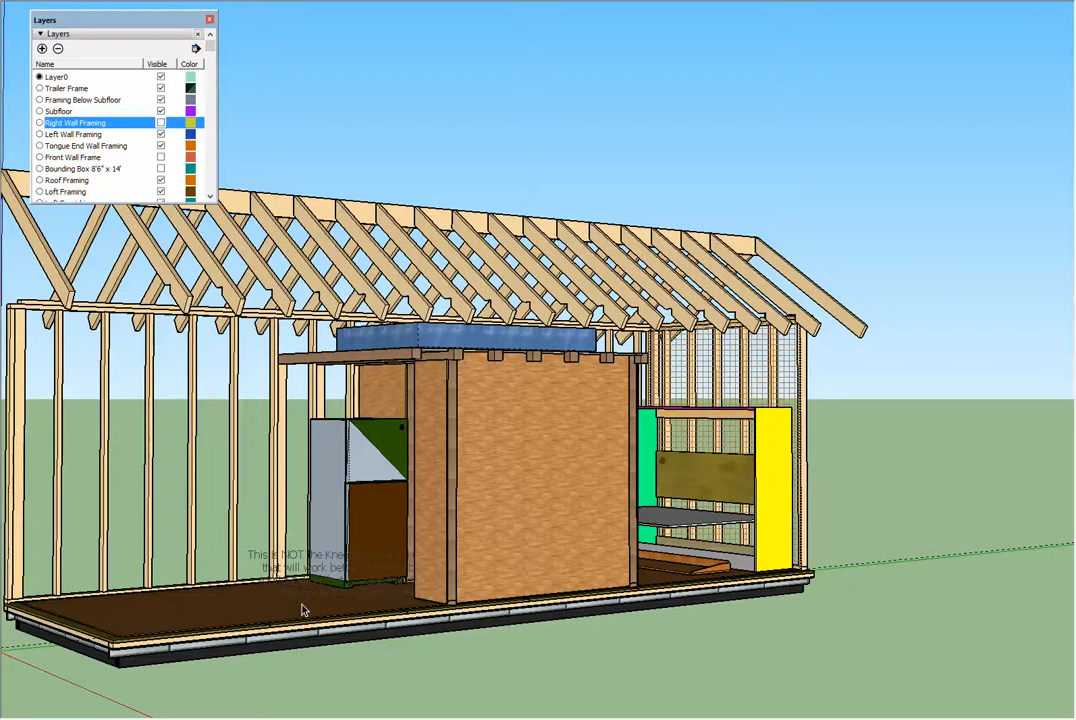 Layers
Layers
Name Visible Color
Layer0
Trailer Frame
Framing Below Subfloor
Subfloor
Right Wall Framing
Left Wall Framing
Tongue End Wall Framing
Front Wall Frame
Bounding Box 8'6" x 14'
Roof Framing
Loft Framing
This is NOT the Knee
that will work be